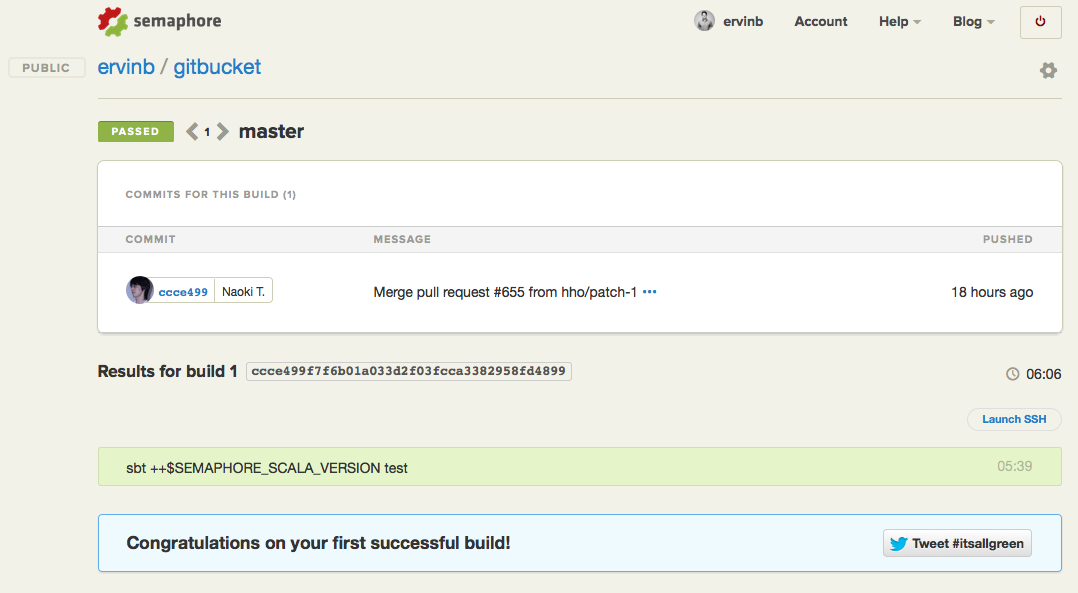 semaphore
ervinb Account Help Blog
PUBLIC ervinb / gitbucket
PASSED 1 master
COMMITS FOR THIS BUILD (1)
COMMIT MESSAGE PUSHED
ccce499 Naoki T. Merge pull request #655 from hho/patch-1 ••• 18 hours ago
Results for build 1 ccce499f7f6b01a033d2f03fcca3382958fd4899 06:06
Launch SSH
sbt ++$SEMAPHORE_SCALA_VERSION test 05:39
Congratulations on your first successful build! Tweet #itsallgreen